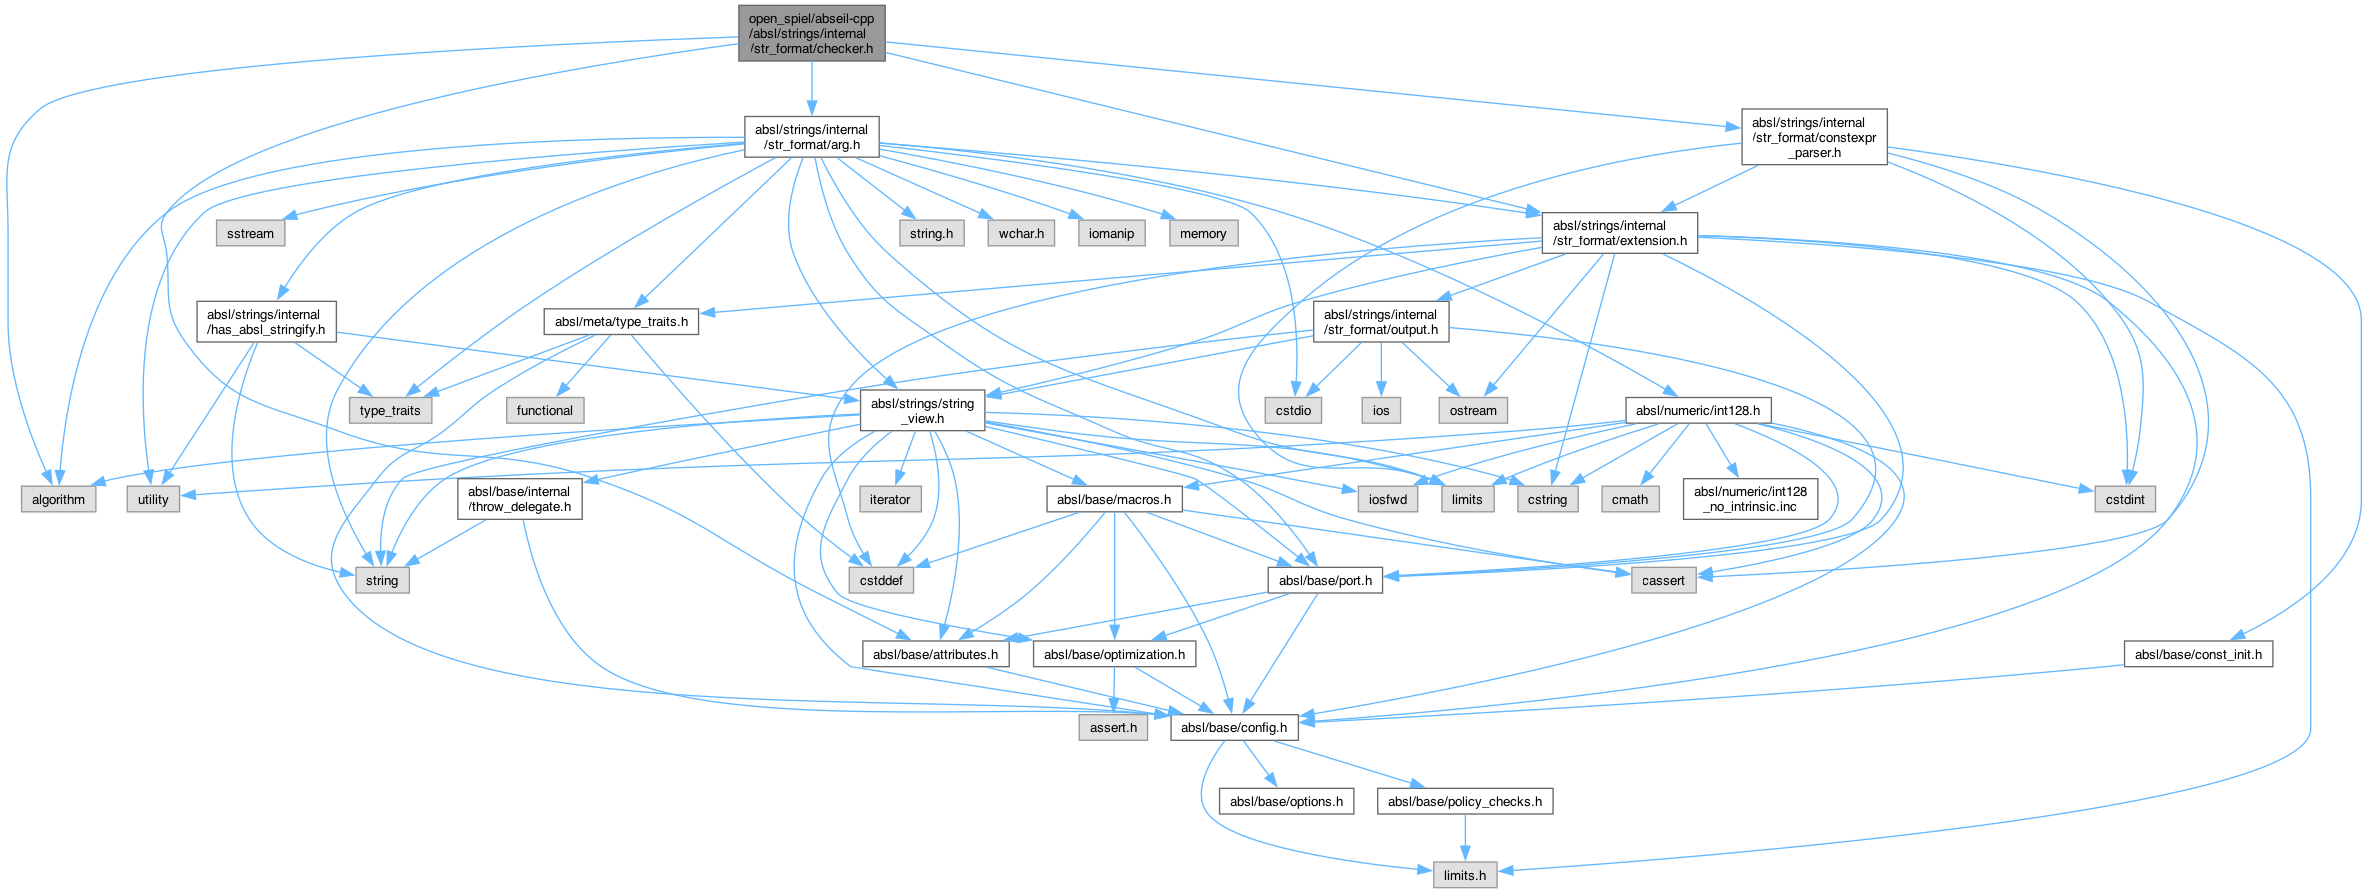 open_spiel/abseil-cpp
/absl/strings/internal
/str_format/checker.h
absl/strings/internal
/str_format/arg.h
absl/strings/internal
/str_format/constexpr
_parser.h
sstream
string.h
wchar.h
iomanip
memory
absl/strings/internal
/str_format/extension.h
absl/strings/internal
/has_absl_stringify.h
absl/meta/type_traits.h
absl/strings/internal
/str_format/output.h
type_traits
functional
absl/strings/string
_view.h
cstdio
ios
ostream
absl/numeric/int128.h
algorithm
utility
absl/base/internal
/throw_delegate.h
iterator
absl/base/macros.h
iosfwd
limits
cstring
cmath
absl/numeric/int128
_no_intrinsic.inc
cstdint
string
cstddef
absl/base/port.h
cassert
absl/base/attributes.h
absl/base/optimization.h
absl/base/const_init.h
assert.h
absl/base/config.h
absl/base/options.h
absl/base/policy_checks.h
limits.h